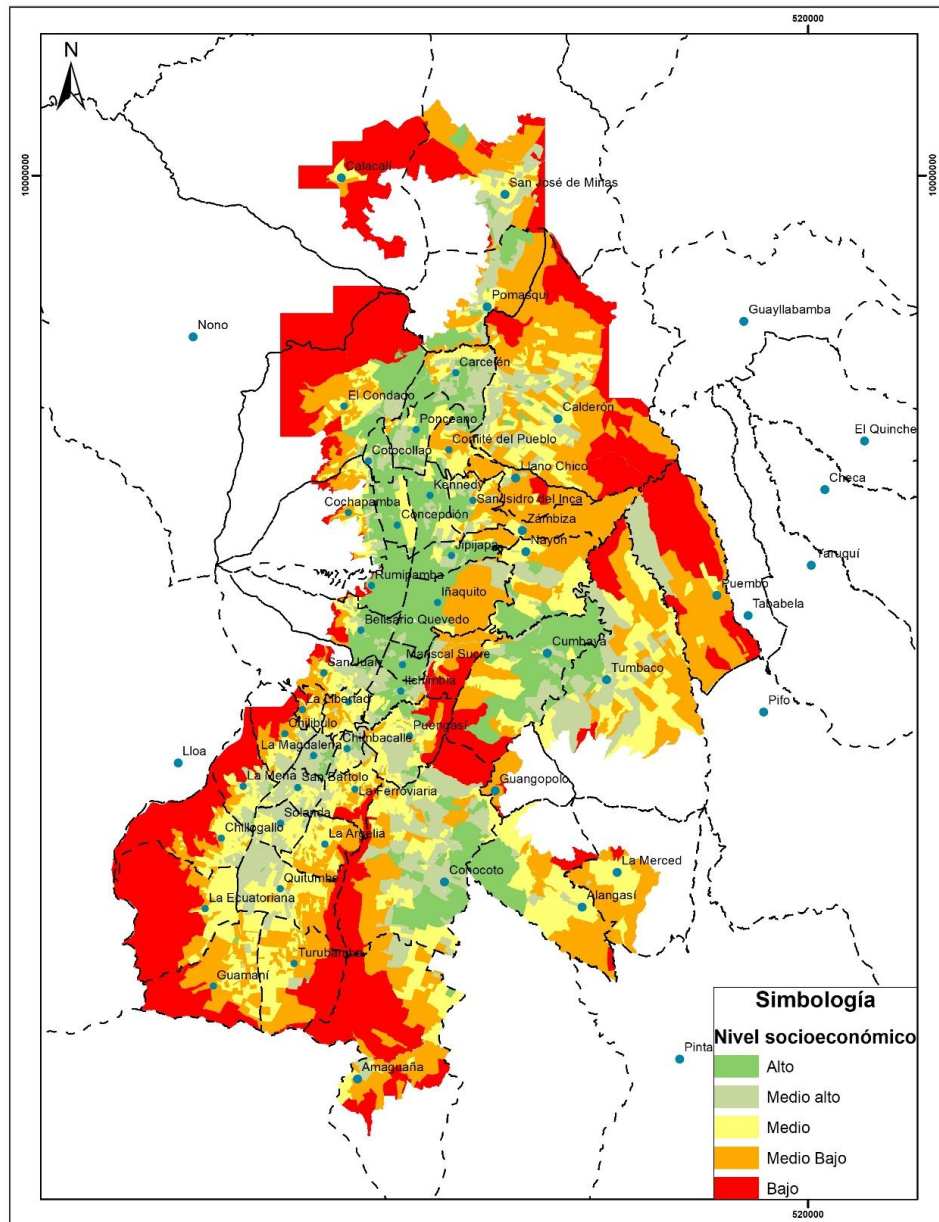 520000
N
10000000
10000000
Calacalí
San José de Minas
Pomasqui
Guayllabamba
Nono
Carcelén
El Condado
Calderón
Ponceano
El Quinche
Comité del Pueblo
Cotocollao
Llano Chico
Checa
Kennedy
San Isidro del Inca
Cochapamba
Concepción
Zámbiza
Jipijapa
Nayón
Yaruquí
Rumipamba
Puembo
Iñaquito
Tababela
Belisario Quevedo
Cumbayá
Mariscal Sucre
San Juan
Tumbaco
Itchimbía
La Libertad
Pifo
Chilibulo
Puengasí
Chimbacalle
La Magdalena
Lloa
La Mena
San Bartolo
Guangopolo
La Ferroviaria
Solanda
Chillogallo
La Argelia
La Merced
Quitumbe
Conocoto
La Ecuatoriana
Alangasí
Turubamba
Guamaní
Pinta
Amaguaña
Simbología
Nivel socioeconómico
Alto
Medio alto
Medio
Medio Bajo
Bajo
520000